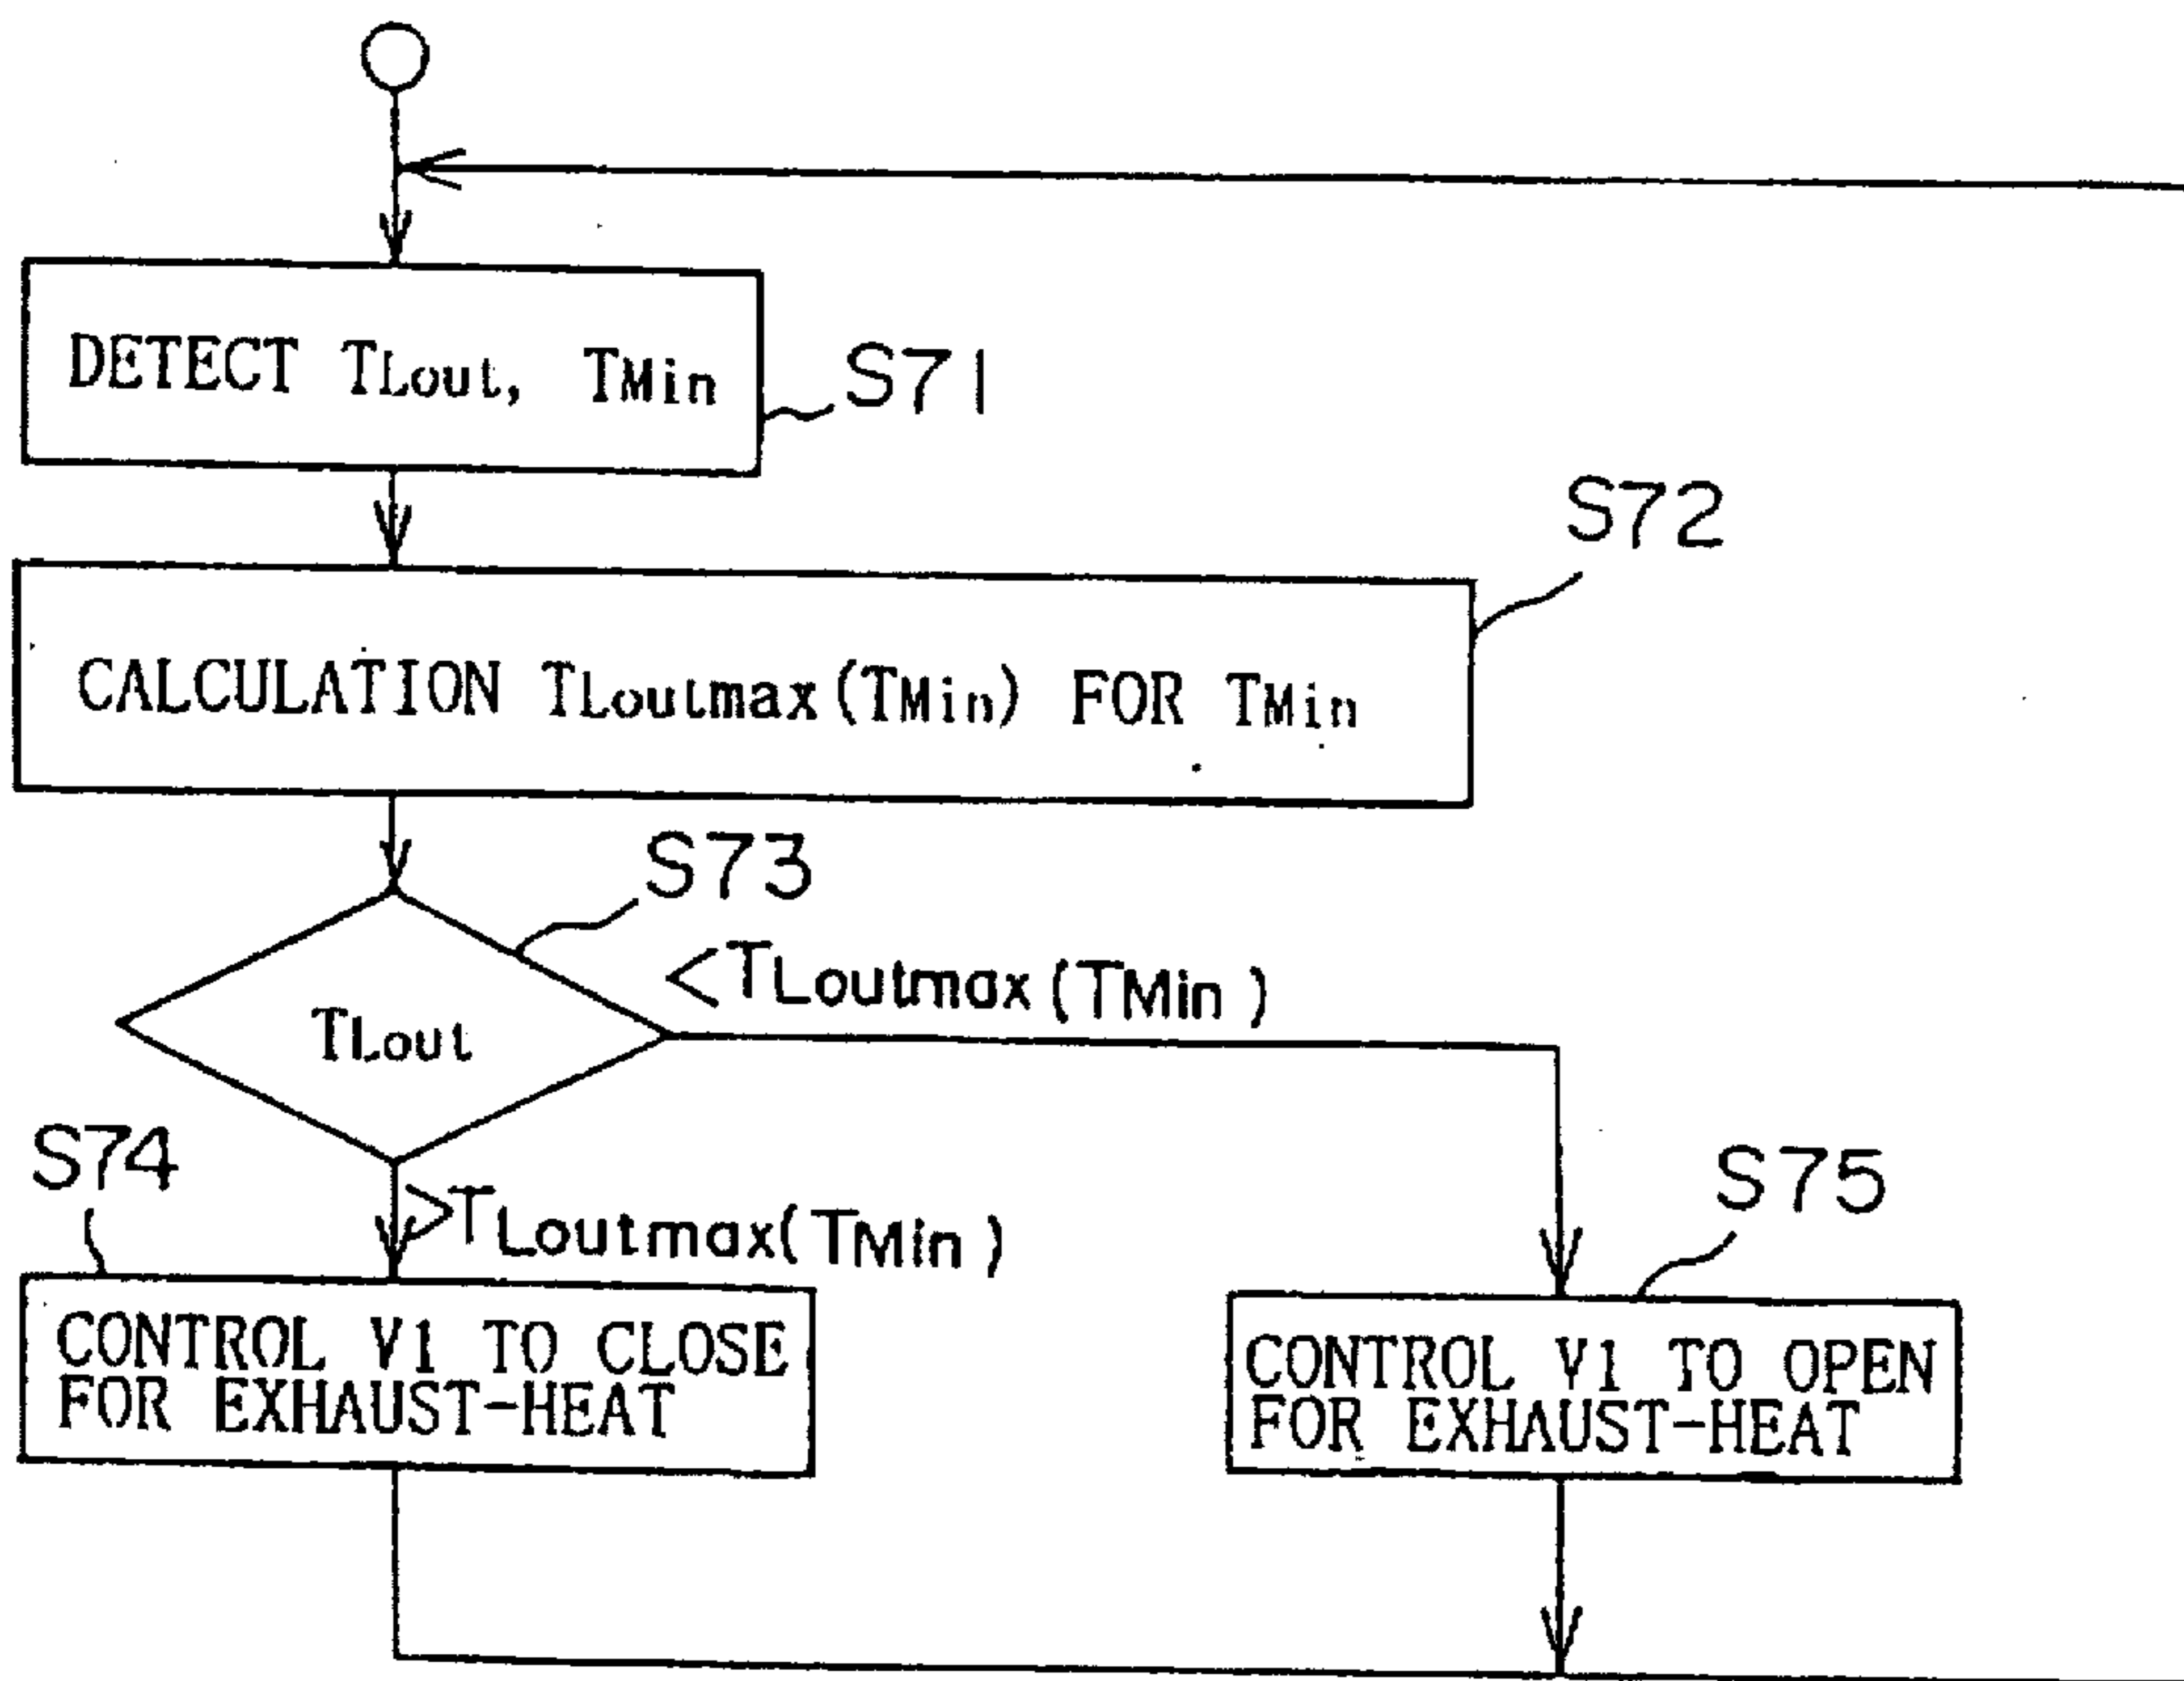 DETECT TLout, TMin
S71
S72
CALCULATION TLoutmax(TMin) FOR TMin
S73
<TLoutmax(TMin)
TLout
S74
>TLoutmax(TMin)
S75
CONTROL V1 TO CLOSE
FOR EXHAUST-HEAT
CONTROL V1 TO OPEN
FOR EXHAUST-HEAT